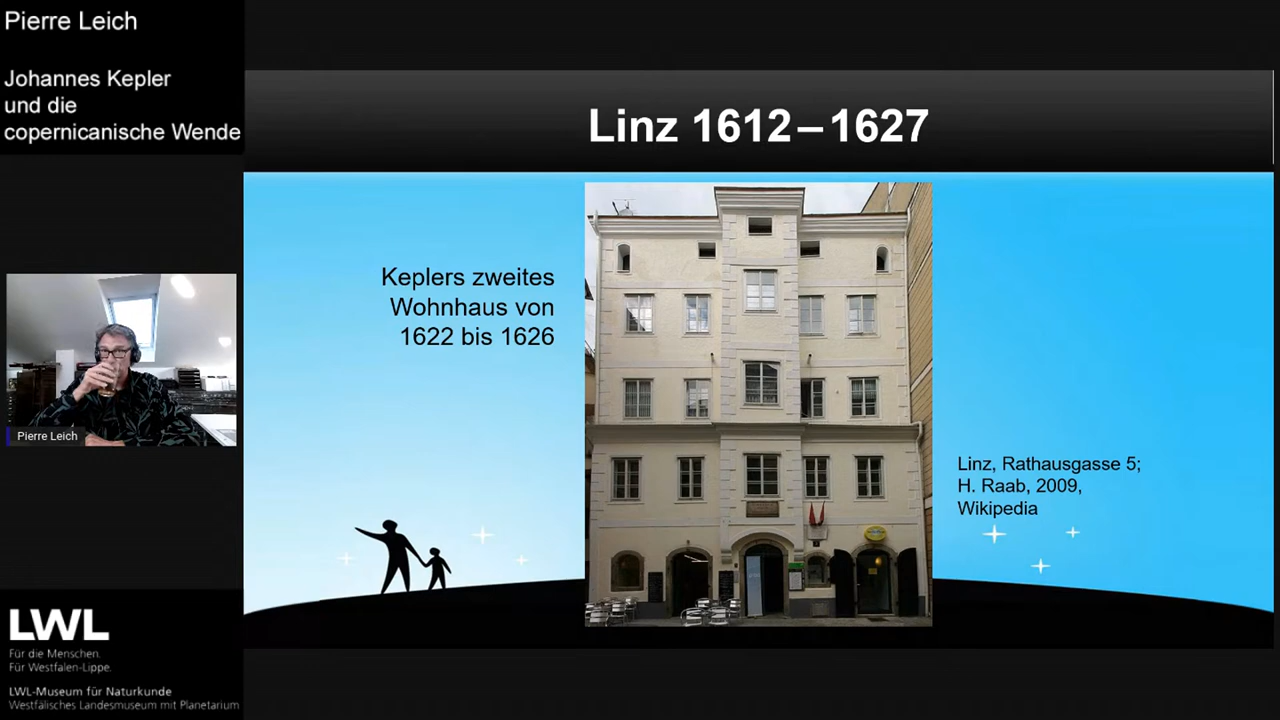 Pierre Leich
Johannes Kepler
und die
copernicanische Wende
Linz 1612–1627
Keplers zweites
Wohnhaus von
1622 bis 1626
Linz, Rathausgasse 5;
H. Raab, 2009,
Wikipedia
Pierre Leich
LWL
Für die Menschen.
Für Westfalen-Lippe.
LWL-Museum für Naturkunde
Westfälisches Landesmuseum mit Planetarium